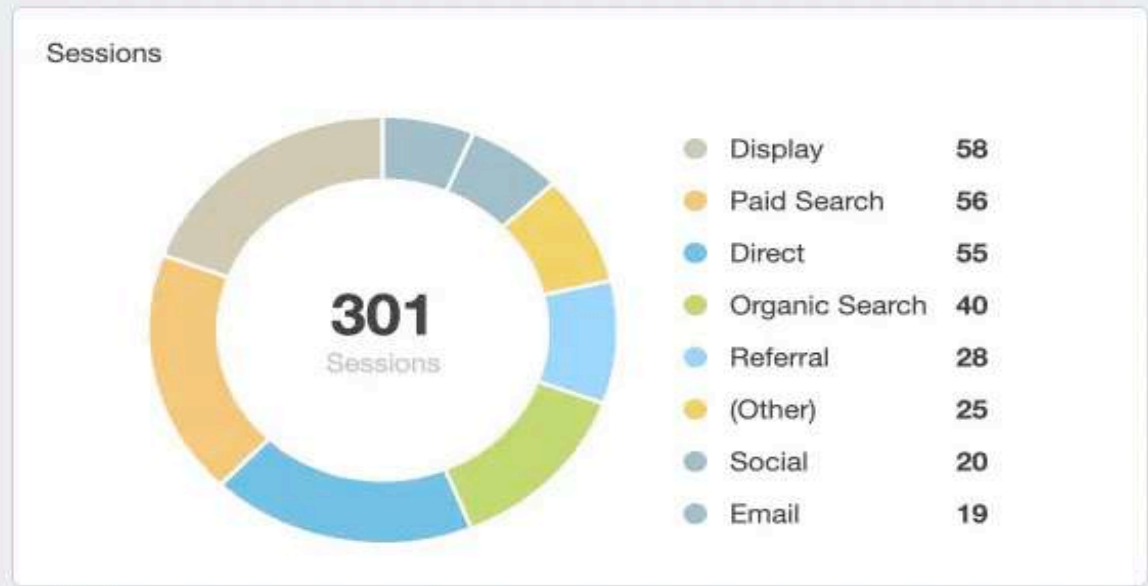 Sessions
301
Sessions
Display 58
Paid Search 56
Direct 55
Organic Search 40
Referral 28
(Other) 25
Social 20
Email 19